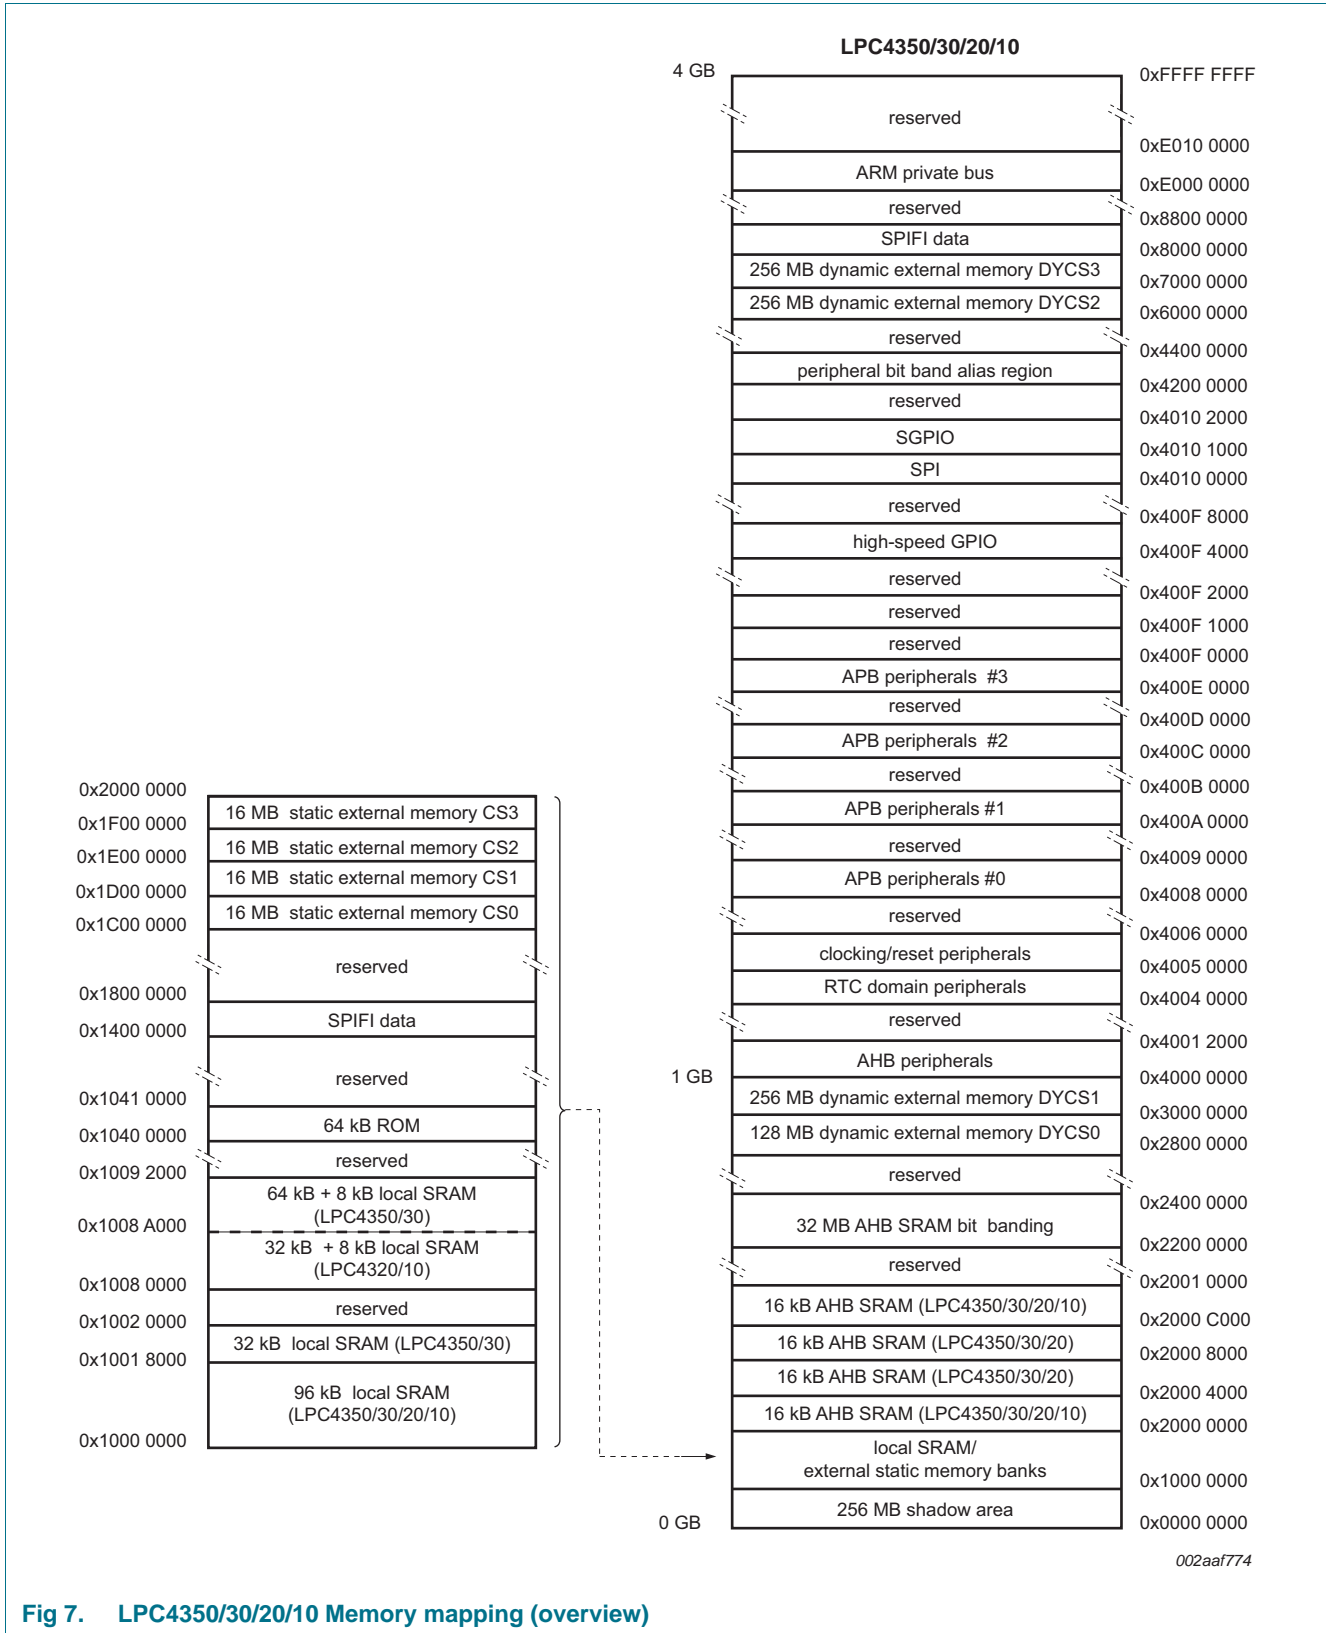 LPC4350/30/20/10
4 GB
0xFFFF FFFF
reserved
0xE010 0000
ARM private bus
0xE000 0000
reserved
0x8800 0000
SPIFI data
0x8000 0000
256 MB dynamic external memory DYCS3
0x7000 0000
256 MB dynamic external memory DYCS2
0x6000 0000
reserved
0x4400 0000
peripheral bit band alias region
0x4200 0000
reserved
0x4010 2000
SGPIO
0x4010 1000
SPI
0x4010 0000
reserved
0x400F 8000
high-speed GPIO
0x400F 4000
reserved
0x400F 2000
reserved
0x400F 1000
reserved
0x400F 0000
APB peripherals #3
0x400E 0000
reserved
0x400D 0000
APB peripherals #2
0x400C 0000
reserved
0x400B 0000
APB peripherals #1
0x400A 0000
reserved
0x4009 0000
APB peripherals #0
0x4008 0000
reserved
0x4006 0000
clocking/reset peripherals
0x4005 0000
RTC domain peripherals
0x4004 0000
reserved
0x4001 2000
AHB peripherals
1 GB
0x4000 0000
256 MB dynamic external memory DYCS1
0x3000 0000
128 MB dynamic external memory DYCS0
0x2800 0000
reserved
0x2400 0000
32 MB AHB SRAM bit banding
0x2200 0000
reserved
0x2001 0000
16 kB AHB SRAM (LPC4350/30/20/10)
0x2000 C000
16 kB AHB SRAM (LPC4350/30/20)
0x2000 8000
16 kB AHB SRAM (LPC4350/30/20)
0x2000 4000
16 kB AHB SRAM (LPC4350/30/20/10)
0x2000 0000
local SRAM/
external static memory banks
0x1000 0000
256 MB shadow area
0 GB
0x0000 0000
0x2000 0000
16 MB static external memory CS3
0x1F00 0000
16 MB static external memory CS2
0x1E00 0000
16 MB static external memory CS1
0x1D00 0000
16 MB static external memory CS0
0x1C00 0000
reserved
0x1800 0000
SPIFI data
0x1400 0000
reserved
0x1041 0000
64 kB ROM
0x1040 0000
reserved
0x1009 2000
64 kB + 8 kB local SRAM
(LPC4350/30)
0x1008 A000
32 kB + 8 kB local SRAM
(LPC4320/10)
0x1008 0000
reserved
0x1002 0000
32 kB local SRAM (LPC4350/30)
0x1001 8000
96 kB local SRAM
(LPC4350/30/20/10)
0x1000 0000
002aaf774
Fig 7. LPC4350/30/20/10 Memory mapping (overview)